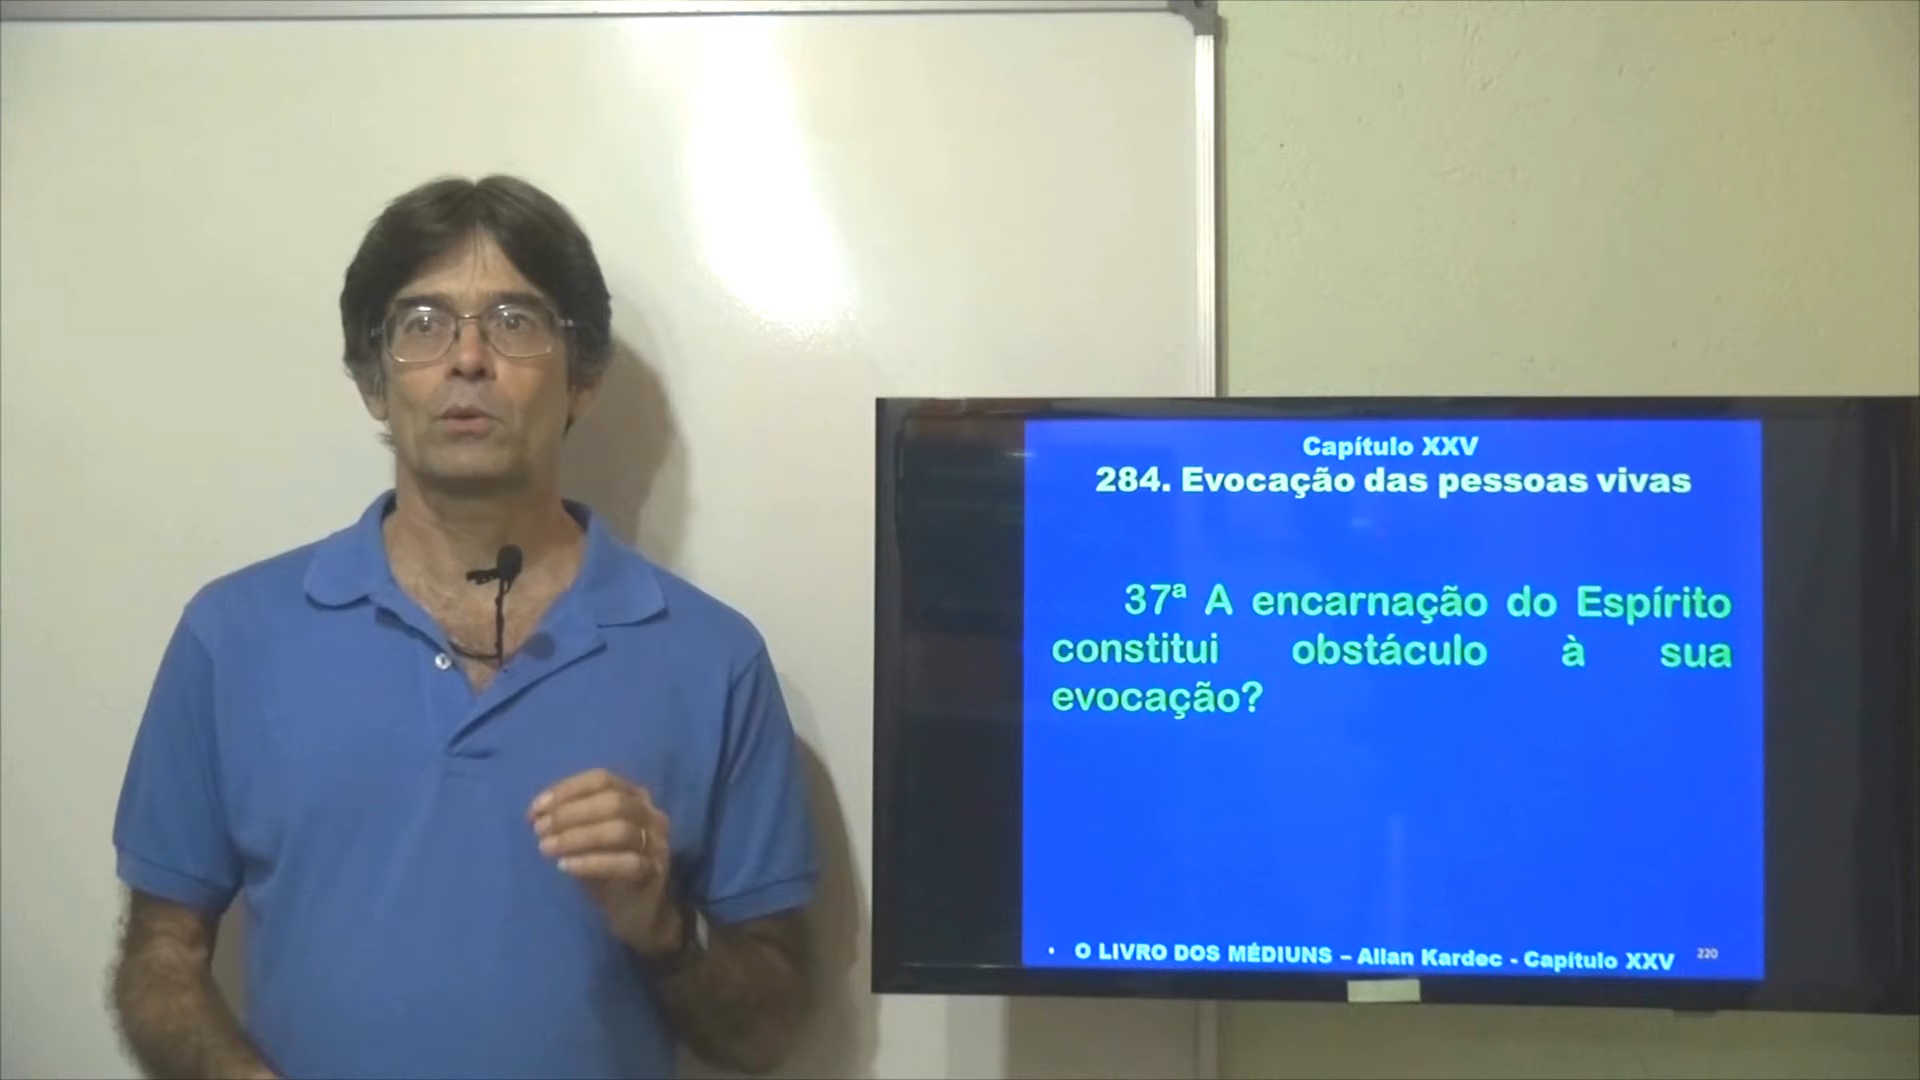 Capítulo XXV
284. Evocação das pessoas vivas
37ª A encarnação do Espírito
constitui obstáculo à sua
evocação?
• O LIVRO DOS MÉDIUNS – Allan Kardec - Capítulo XXV 220